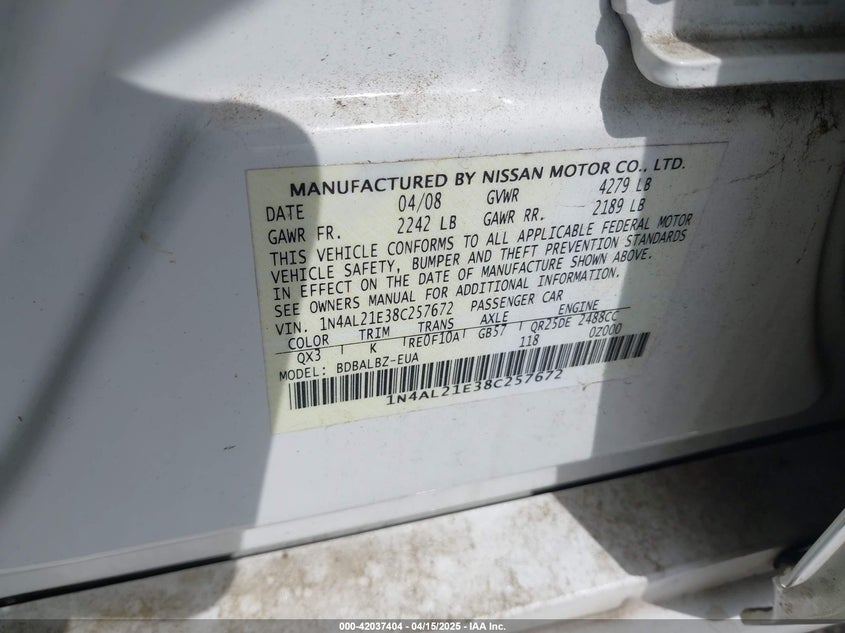 MANUFACTURED BY NISSAN MOTOR CO., LTD.
DATE 04/08 GVWR 4279 LB
GAWR FR. 2242 LB GAWR RR. 2189 LB
THIS VEHICLE CONFORMS TO ALL APPLICABLE FEDERAL MOTOR
VEHICLE SAFETY, BUMPER AND THEFT PREVENTION STANDARDS
IN EFFECT ON THE DATE OF MANUFACTURE SHOWN ABOVE.
SEE OWNERS MANUAL FOR ADDITIONAL INFORMATION.
VIN. 1N4AL21E38C257672 PASSENGER CAR
COLOR TRIM TRANS AXLE ENGINE
QX3 K RE0F10A GB57 QR25DE 2488CC
MODEL: BDBALBZ-EUA 118 0Z000
1N4AL21E38C257672
000-42037404 - 04/15/2025 - IAA Inc.